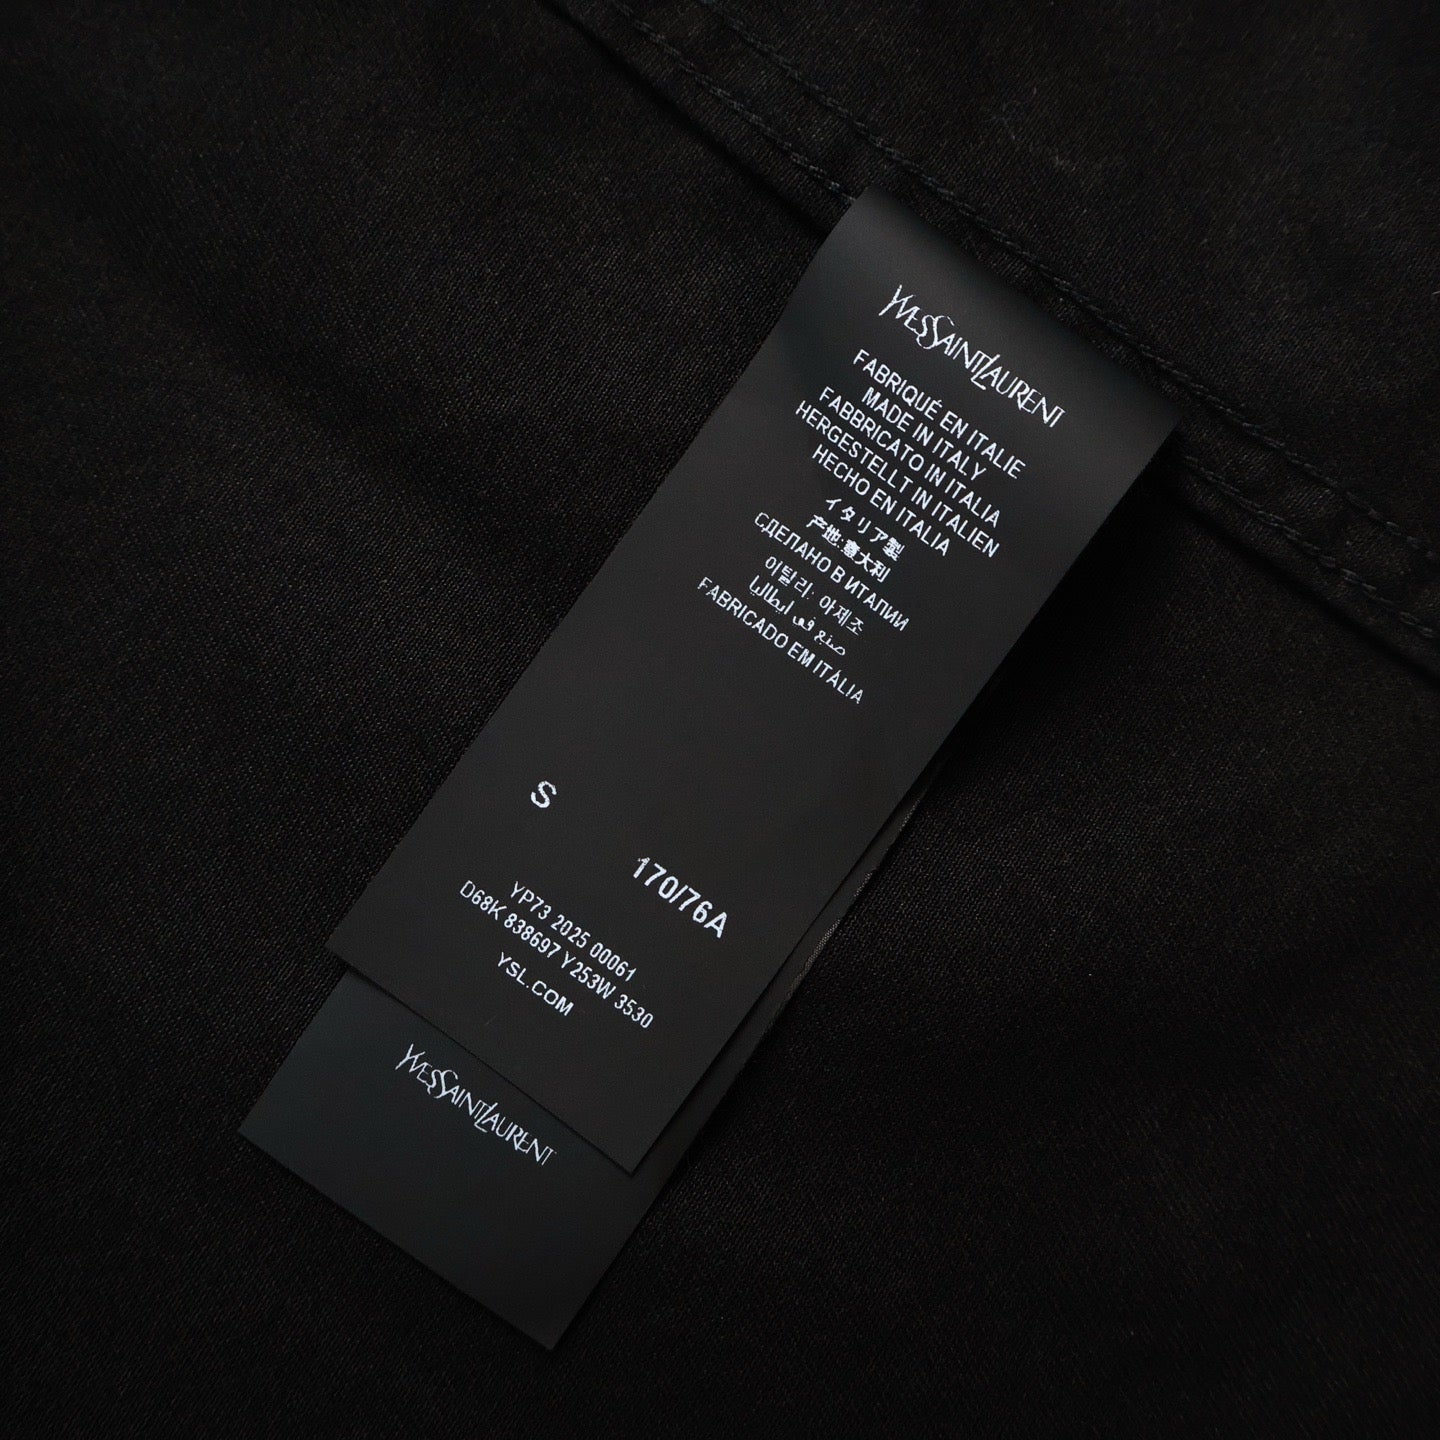 YVESSAINTLAURENT
FABRIQUÉ EN ITALIE
MADE IN ITALY
FABBRICATO IN ITALIA
HERGESTELLT IN ITALIEN
HECHO EN ITALIA
イタリア製
产地:意大利
СДЕЛАНО В ИТАЛИИ
이탈리아제조
صنع في إيطاليا
FABRICADO EM ITÁLIA
S
170/76A
YP73 2025 00061
D68K 838697 Y253W 3530
YSL.COM
YVESSAINTLAURENT